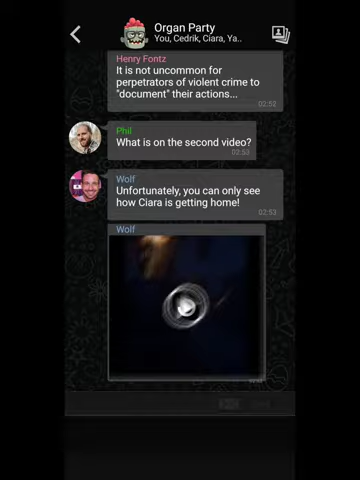 Organ Party
You, Cedrik, Ciara, Ya..
Henry Fontz
It is not uncommon for
perpetrators of violent crime to
"document" their actions...
02:52
Phil
What is on the second video?
02:53
Wolf
Unfortunately, you can only see
how Ciara is getting home!
02:53
Wolf